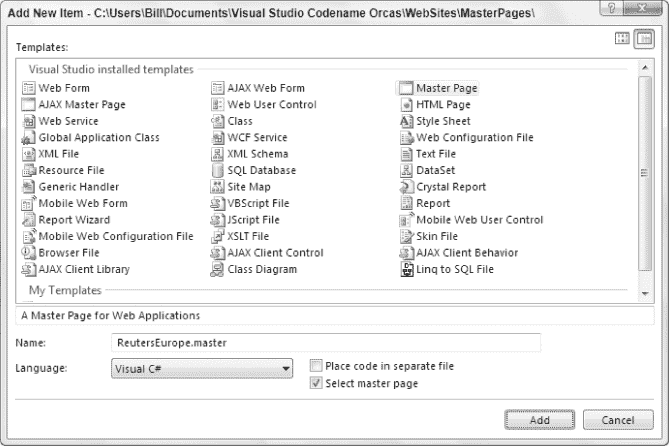 Add New Item - C:\Users\Bill\Documents\Visual Studio Codename Orcas\WebSites\MasterPages\
Templates:
Visual Studio installed templates
Web Form AJAX Web Form Master Page
AJAX Master Page Web User Control HTML Page
Web Service Class Style Sheet
Global Application Class WCF Service Web Configuration File
XML File XML Schema Text File
Resource File SQL Database DataSet
Generic Handler Site Map Crystal Report
Mobile Web Form VBScript File Report
Report Wizard JScript File Mobile Web User Control
Mobile Web Configuration File XSLT File Skin File
Browser File AJAX Client Control AJAX Client Behavior
AJAX Client Library Class Diagram Linq to SQL File
My Templates
A Master Page for Web Applications
Name: ReutersEurope.master
Language: Visual C# Place code in separate file
Select master page
Add Cancel